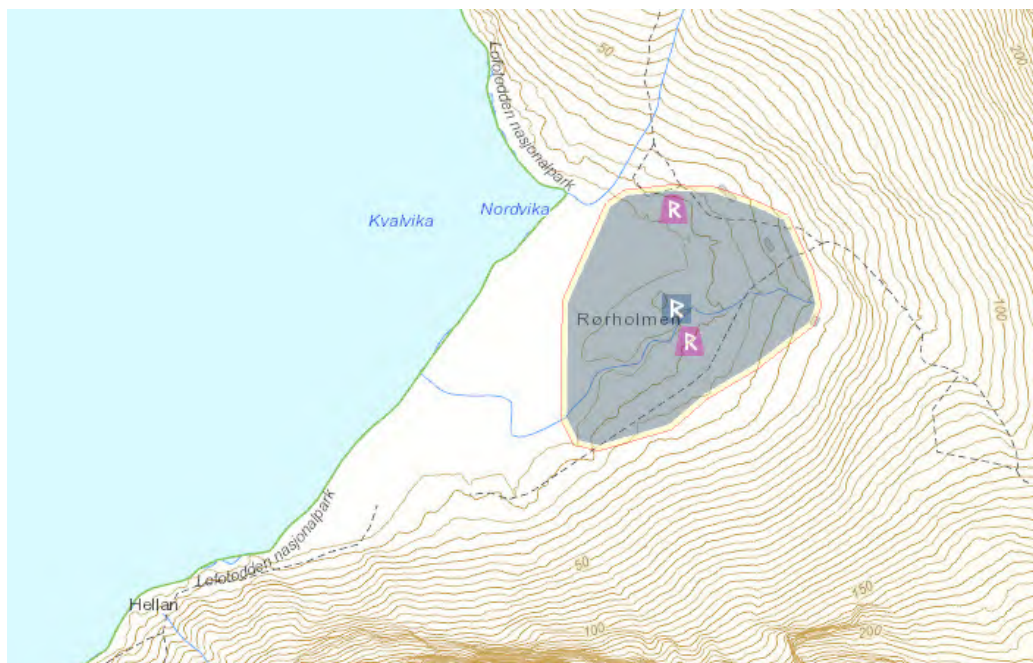 50
200
Lofotodden nasjonalpark
Kvalvika
Nordvika
R
R
Rørholmen
R
100
Lofotodden nasjonalpark
50
Hellan
100
150
200